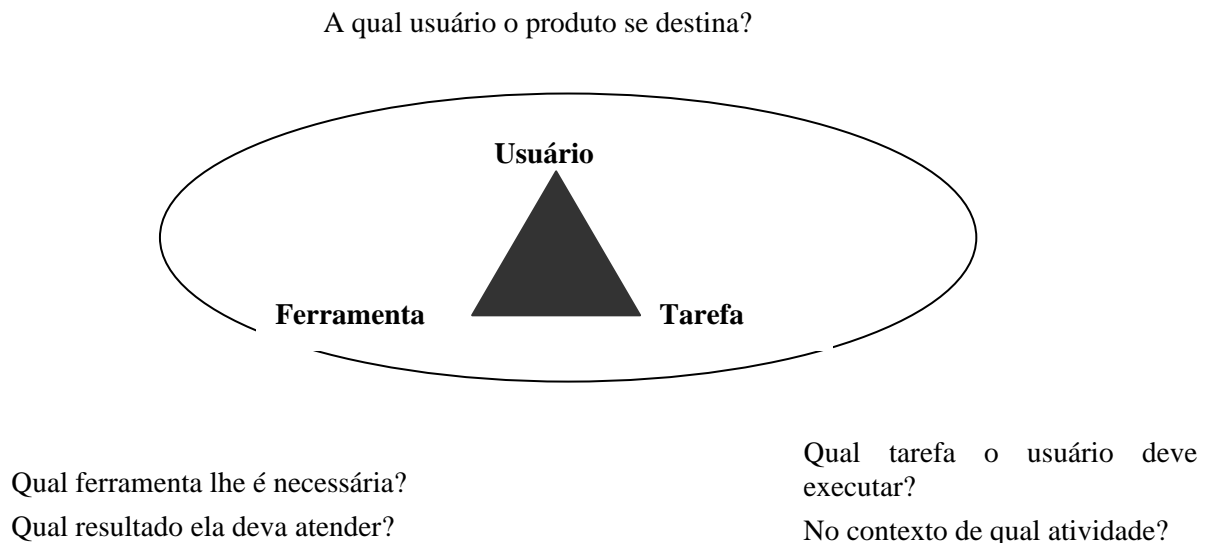 A qual usuário o produto se destina?
Usuário
Ferramenta
Tarefa
Qual ferramenta lhe é necessária?
Qual resultado ela deva atender?
Qual tarefa o usuário deve
executar?
No contexto de qual atividade?